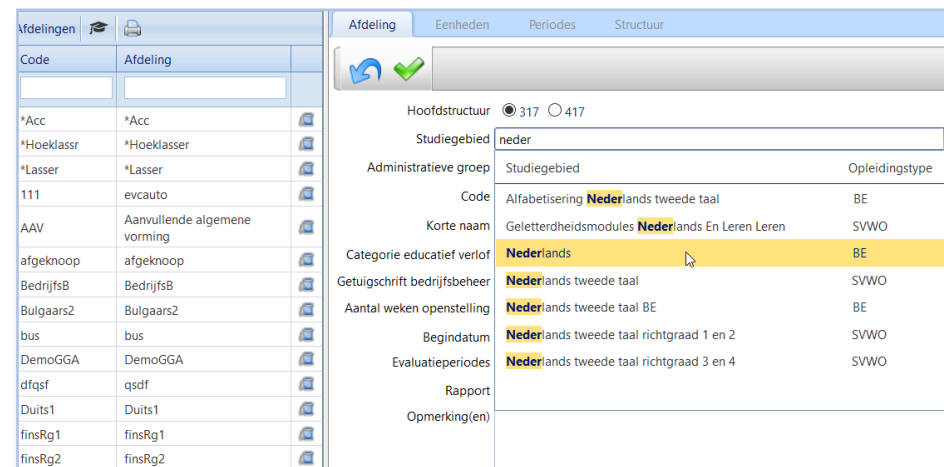 Afdelingen
Code Afdeling
*Acc *Acc
*Hoeklassr *Hoeklasser
*Lasser *Lasser
111 evcauto
AAV Aanvullende algemene
vorming
afgeknoop afgeknoop
BedrijfsB BedrijfsB
Bulgaars2 Bulgaars2
bus bus
DemoGGA DemoGGA
dfqsf qsdf
Duits1 Duits1
finsRg1 finsRg1
finsRg2 finsRg2
Afdeling Eenheden Periodes Structuur
Hoofdstructuur 317 417
Studiegebied neder
Administratieve groep
Code
Korte naam
Categorie educatief verlof
Getuigschrift bedrijfsbeheer
Aantal weken openstelling
Begindatum
Evaluatieperiodes
Rapport
Opmerking(en)
Studiegebied Opleidingstype
Alfabetisering Nederlands tweede taal BE
Geletterdheidsmodules Nederlands En Leren Leren SVWO
Nederlands BE
Nederlands tweede taal SVWO
Nederlands tweede taal BE BE
Nederlands tweede taal richtgraad 1 en 2 SVWO
Nederlands tweede taal richtgraad 3 en 4 SVWO